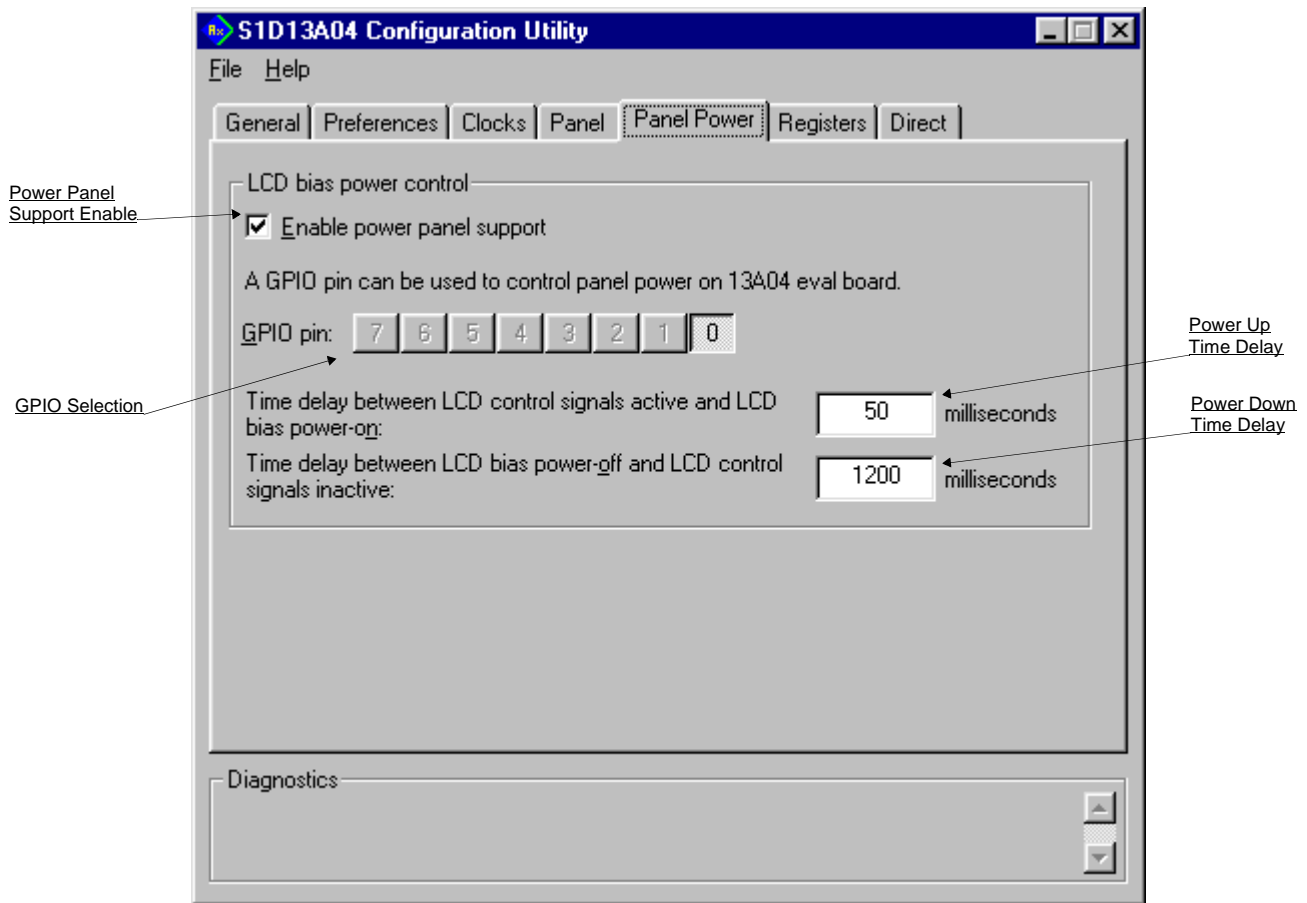 S1D13A04 Configuration Utility
File Help
General Preferences Clocks Panel Panel Power Registers Direct
LCD bias power control
Power Panel
Support Enable
Enable power panel support
A GPIO pin can be used to control panel power on 13A04 eval board.
GPIO pin: 7 6 5 4 3 2 1 0
GPIO Selection
Power Up
Time Delay
Time delay between LCD control signals active and LCD
bias power-on:
50 milliseconds
Power Down
Time Delay
Time delay between LCD bias power-off and LCD control
signals inactive:
1200 milliseconds
Diagnostics